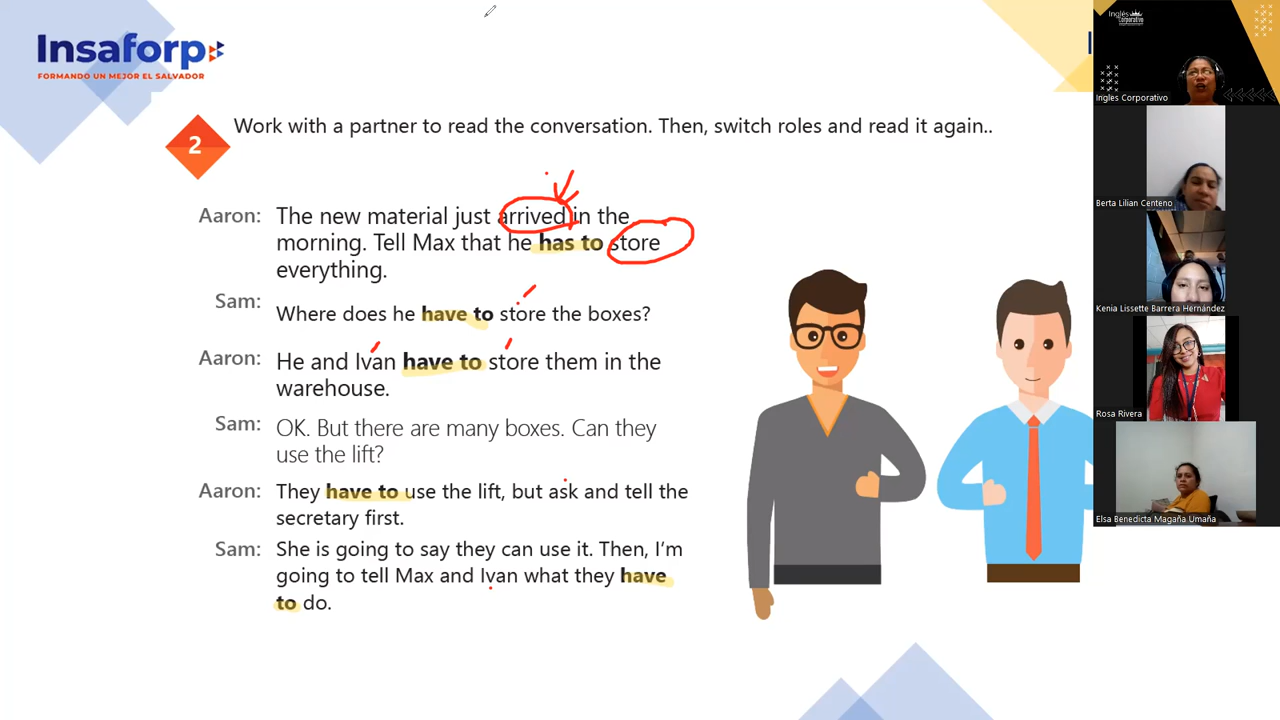 Insaforp
FORMANDO UN MEJOR EL SALVADOR
2
Work with a partner to read the conversation. Then, switch roles and read it again..
Aaron: The new material just arrived in the
morning. Tell Max that he has to store
everything.
Sam: Where does he have to store the boxes?
Aaron: He and Ivan have to store them in the
warehouse.
Sam: OK. But there are many boxes. Can they
use the lift?
Aaron: They have to use the lift, but ask and tell the
secretary first.
Sam: She is going to say they can use it. Then, I’m
going to tell Max and Ivan what they have
to do.
Inglés
Corporativo
Ingles Corporativo
Berta Lilian Centeno
Kenia Lissette Barrera Hernández
Rosa Rivera
Elsa Benedicta Magaña Umaña